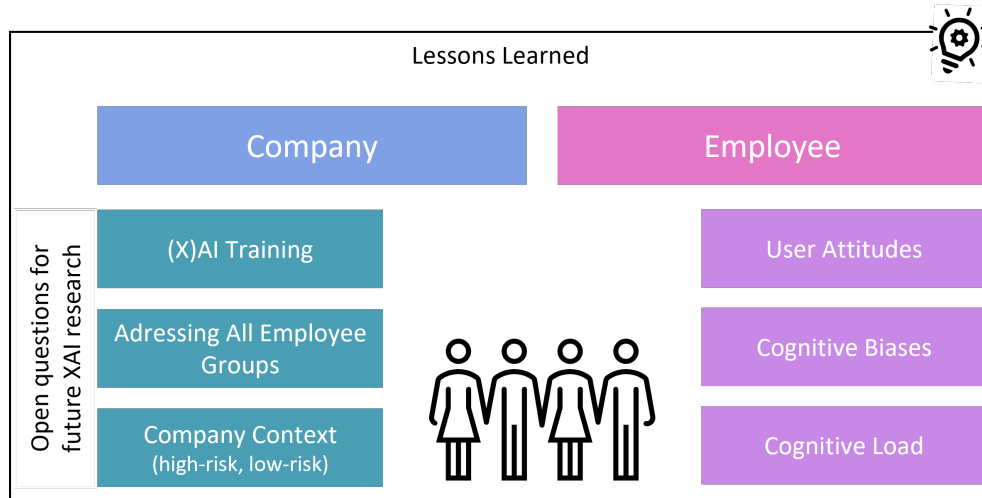 Lessons Learned
Company
Employee
Open questions for
future XAI research
(X)AI Training
Adressing All Employee
Groups
Company Context
(high-risk, low-risk)
User Attitudes
Cognitive Biases
Cognitive Load